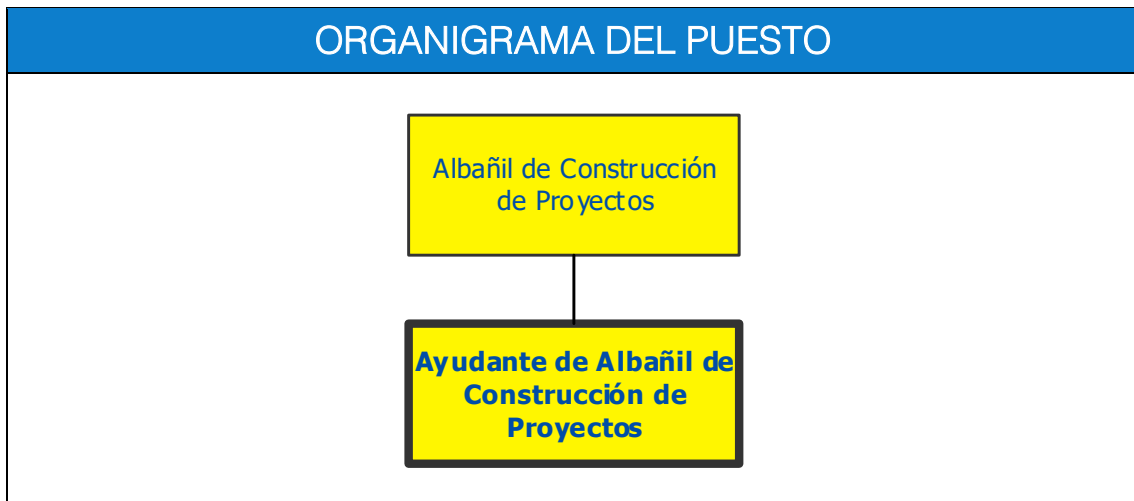 ORGANIGRAMA DEL PUESTO
Albañil de Construcción
de Proyectos
Ayudante de Albañil de
Construcción de
Proyectos